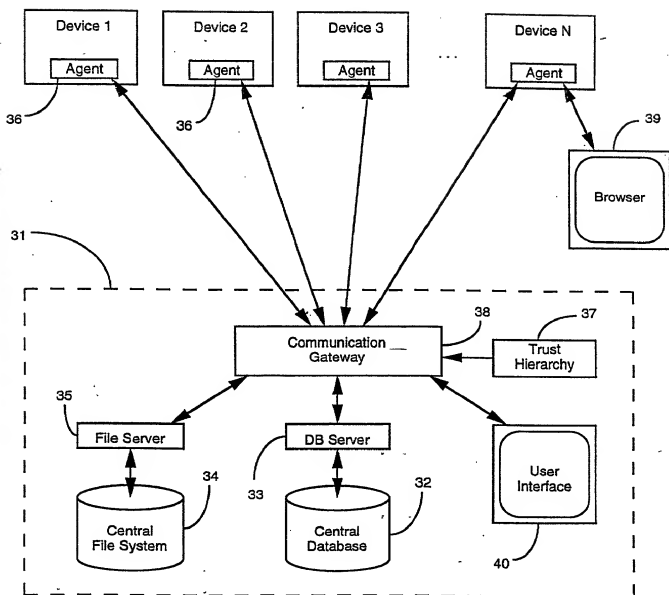 Device 1
Device 2
Device 3
...
Device N
Agent
Agent
Agent
Agent
36
36
39
Browser
31
Communication
Gateway
38
37
Trust
Hierarchy
35
File Server
DB Server
33
34
32
Central
File System
Central
Database
User
Interface
40